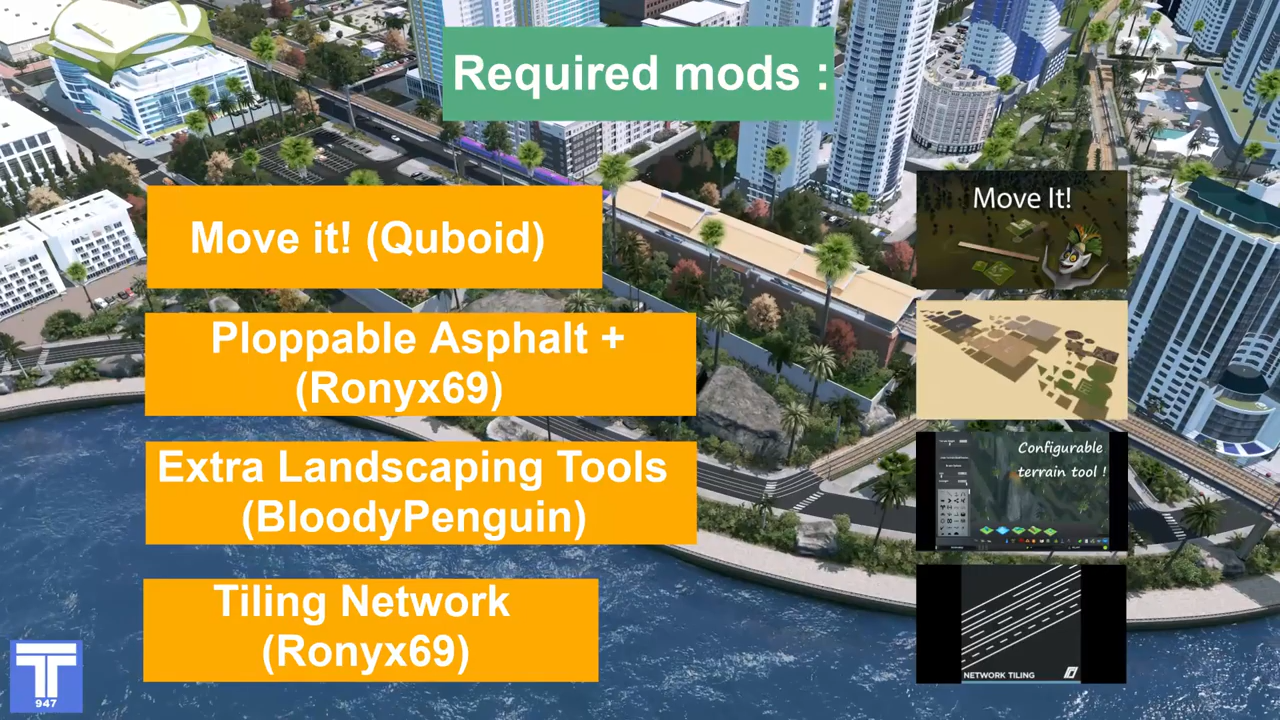 Required mods :
Move it! (Quboid)
Move It!
Ploppable Asphalt +
(Ronyx69)
Extra Landscaping Tools
(BloodyPenguin)
Configurable
terrain tool !
Tiling Network
(Ronyx69)
NETWORK TILING
T
947